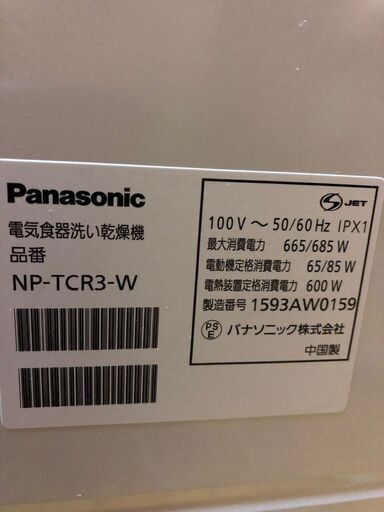 Panasonic
電気食器洗い乾燥機
品番
NP-TCR3-W
JET
100V ～ 50/60Hz IPX1
最大消費電力 665/685 W
電動機定格消費電力 65/85 W
電熱装置定格消費電力 600 W
製造番号 1593AW0159
PSE パナソニック株式会社
中国製